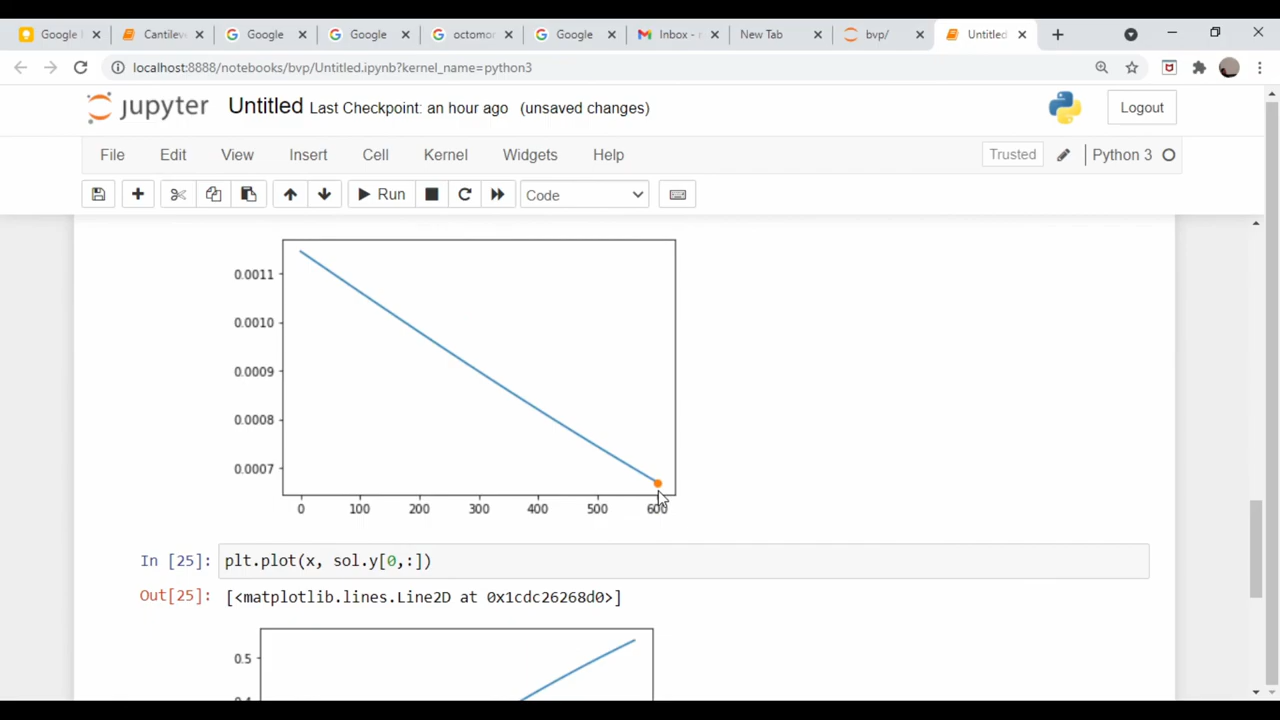 Google
Cantile
Google
Google
octomor
Google
Inbox -
New Tab
bvp/
Untitled
localhost:8888/notebooks/bvp/Untitled.ipynb?kernel_name=python3
jupyter Untitled Last Checkpoint: an hour ago (unsaved changes)
Logout
File Edit View Insert Cell Kernel Widgets Help Trusted Python 3
Run Code
0.0011
0.0010
0.0009
0.0008
0.0007
0 100 200 300 400 500 600
In [25]: plt.plot(x, sol.y[0,:])
Out[25]: [<matplotlib.lines.Line2D at 0x1cdc26268d0>]
0.5